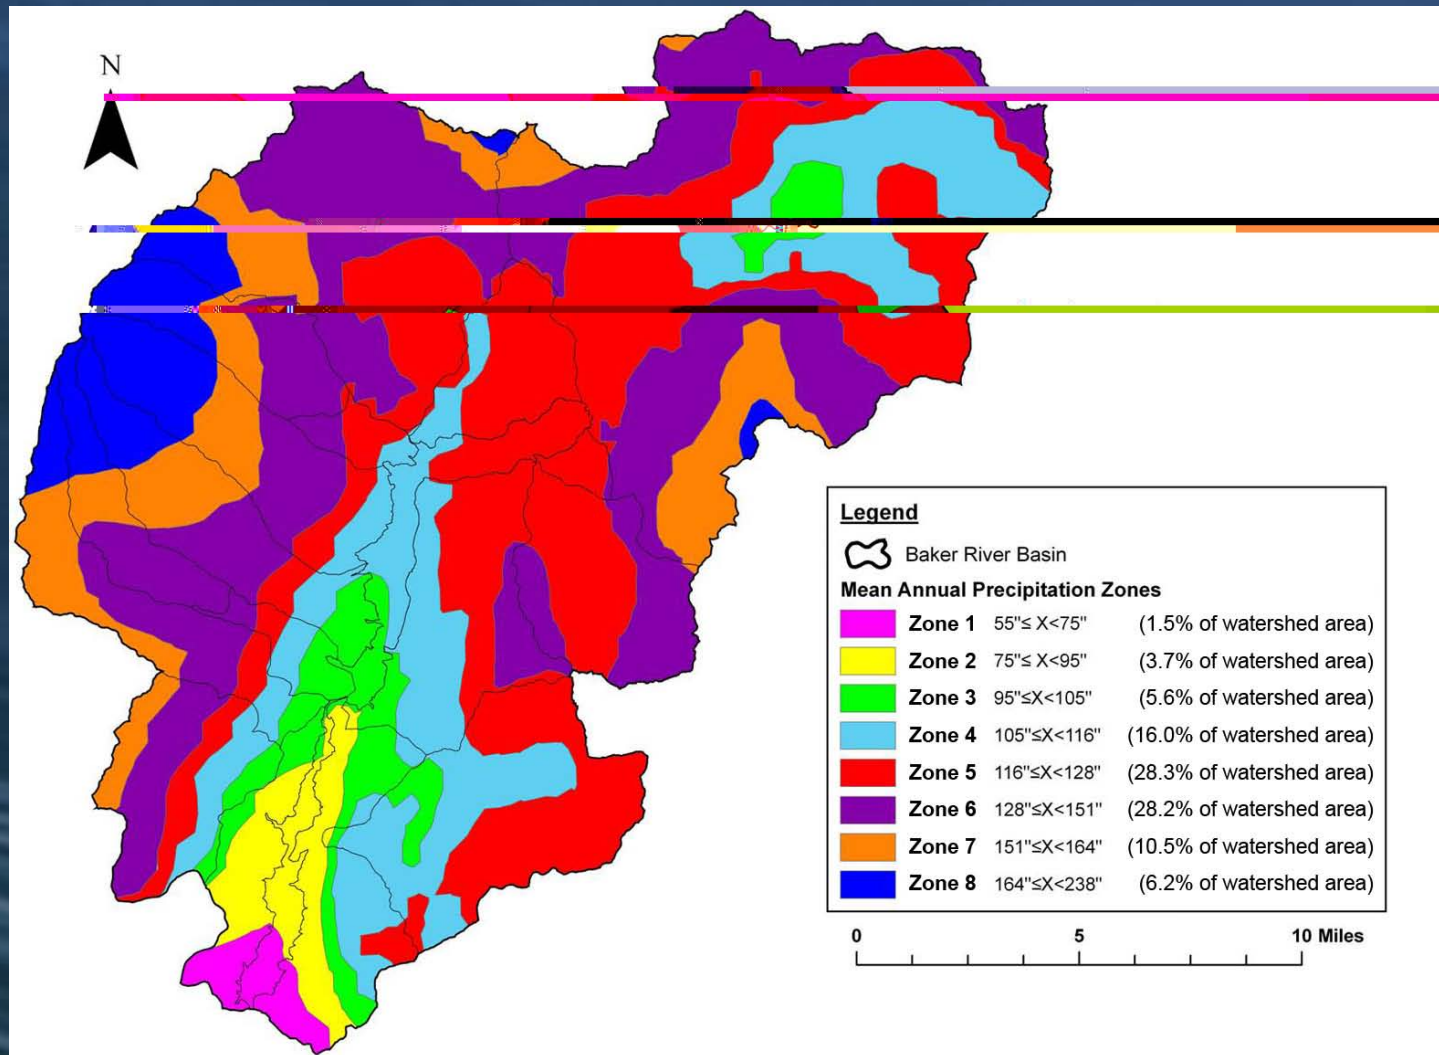 N
Legend
Baker River Basin
Mean Annual Precipitation Zones
Zone 1 55"≤ X<75" (1.5% of watershed area)
Zone 2 75"≤ X<95" (3.7% of watershed area)
Zone 3 95"≤X<105" (5.6% of watershed area)
Zone 4 105"≤X<116" (16.0% of watershed area)
Zone 5 116"≤X<128" (28.3% of watershed area)
Zone 6 128"≤X<151" (28.2% of watershed area)
Zone 7 151"≤X<164" (10.5% of watershed area)
Zone 8 164"≤X<238" (6.2% of watershed area)
0 5 10 Miles